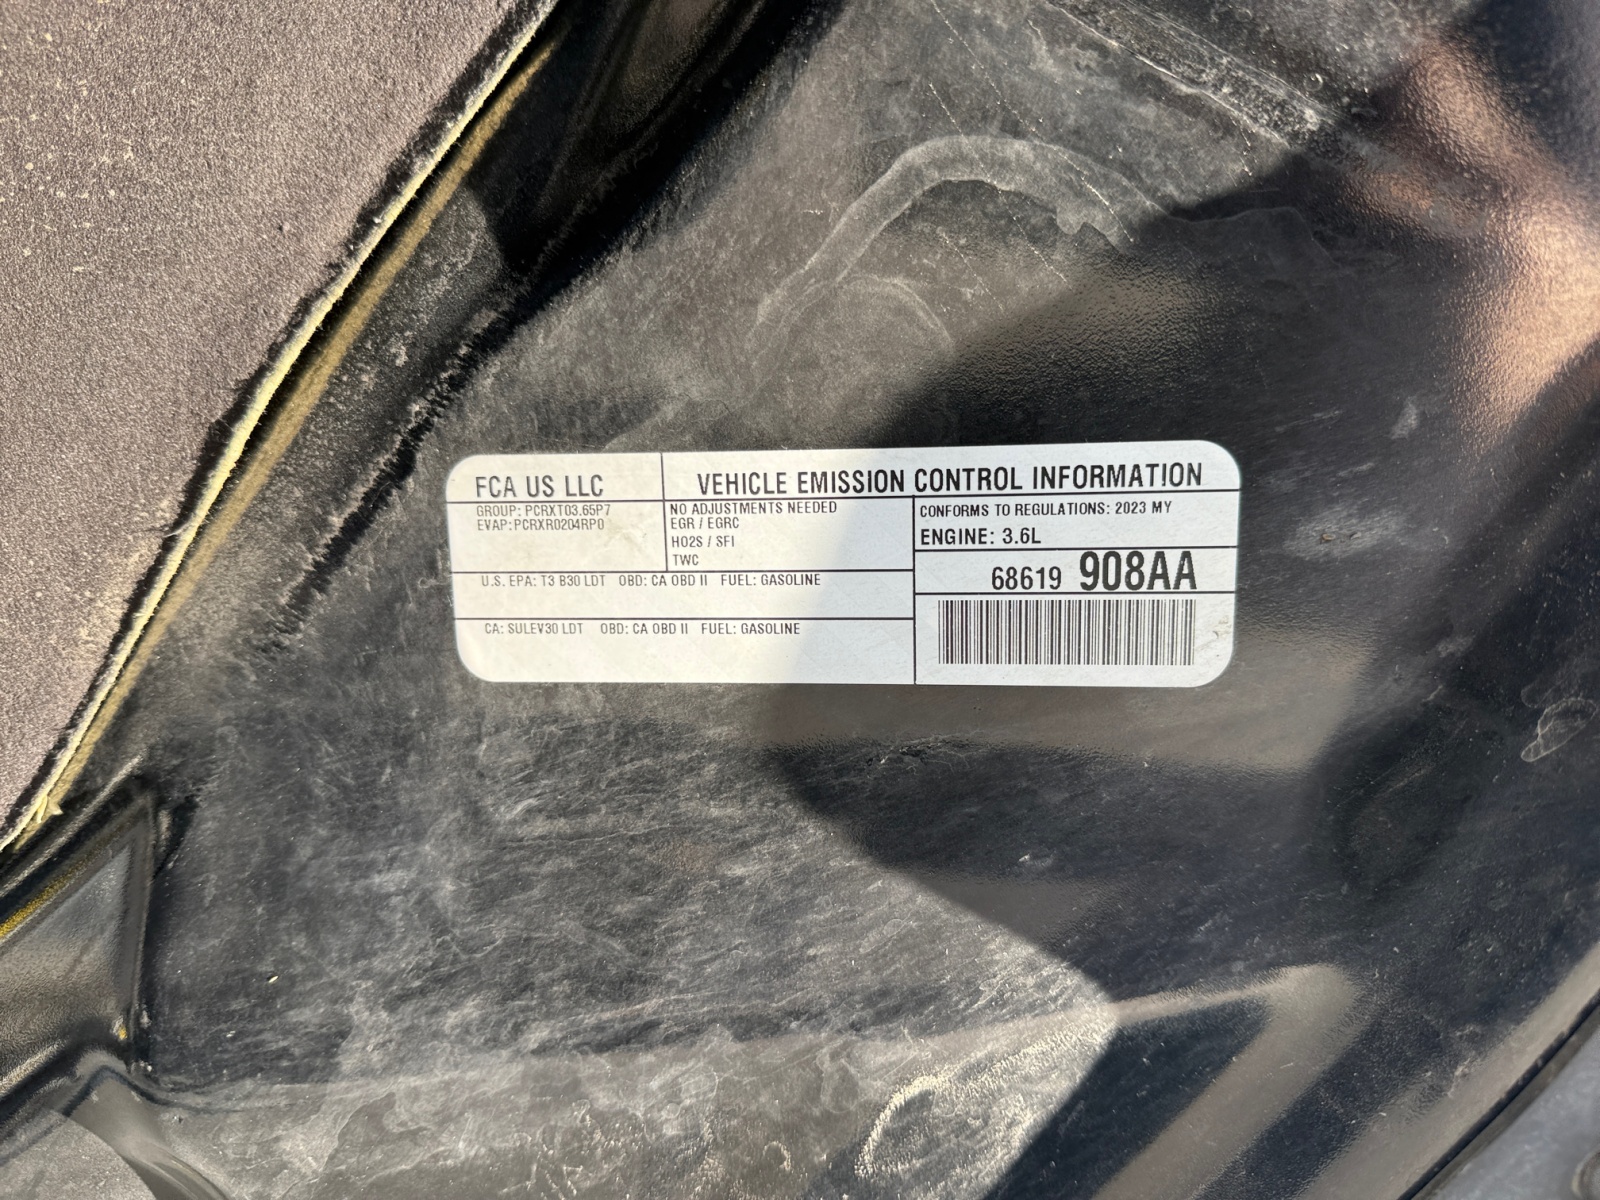 FCA US LLC
VEHICLE EMISSION CONTROL INFORMATION
GROUP: PCRXT03.65P7
EVAP: PCRXR0204RP0
NO ADJUSTMENTS NEEDED
EGR / EGRC
HO2S / SFI
TWC
CONFORMS TO REGULATIONS: 2023 MY
ENGINE: 3.6L
68619 908AA
U.S. EPA: T3 B30 LDT OBD: CA OBD II FUEL: GASOLINE
CA: SULEV30 LDT OBD: CA OBD II FUEL: GASOLINE